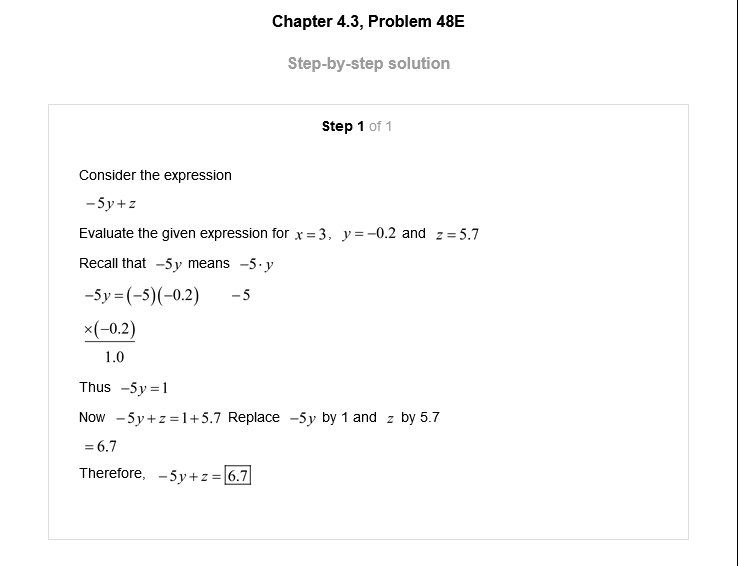 Chapter 4.3, Problem 48E
Step-by-step solution
Step 1 of 1
Consider the expression
−5y+z
Evaluate the given expression for x=3, y=−0.2 and z=5.7
Recall that −5y means −5·y
−5y=(−5)(−0.2) −5
×(−0.2)
1.0
Thus −5y=1
Now −5y+z=1+5.7 Replace −5y by 1 and z by 5.7
=6.7
Therefore, −5y+z=6.7